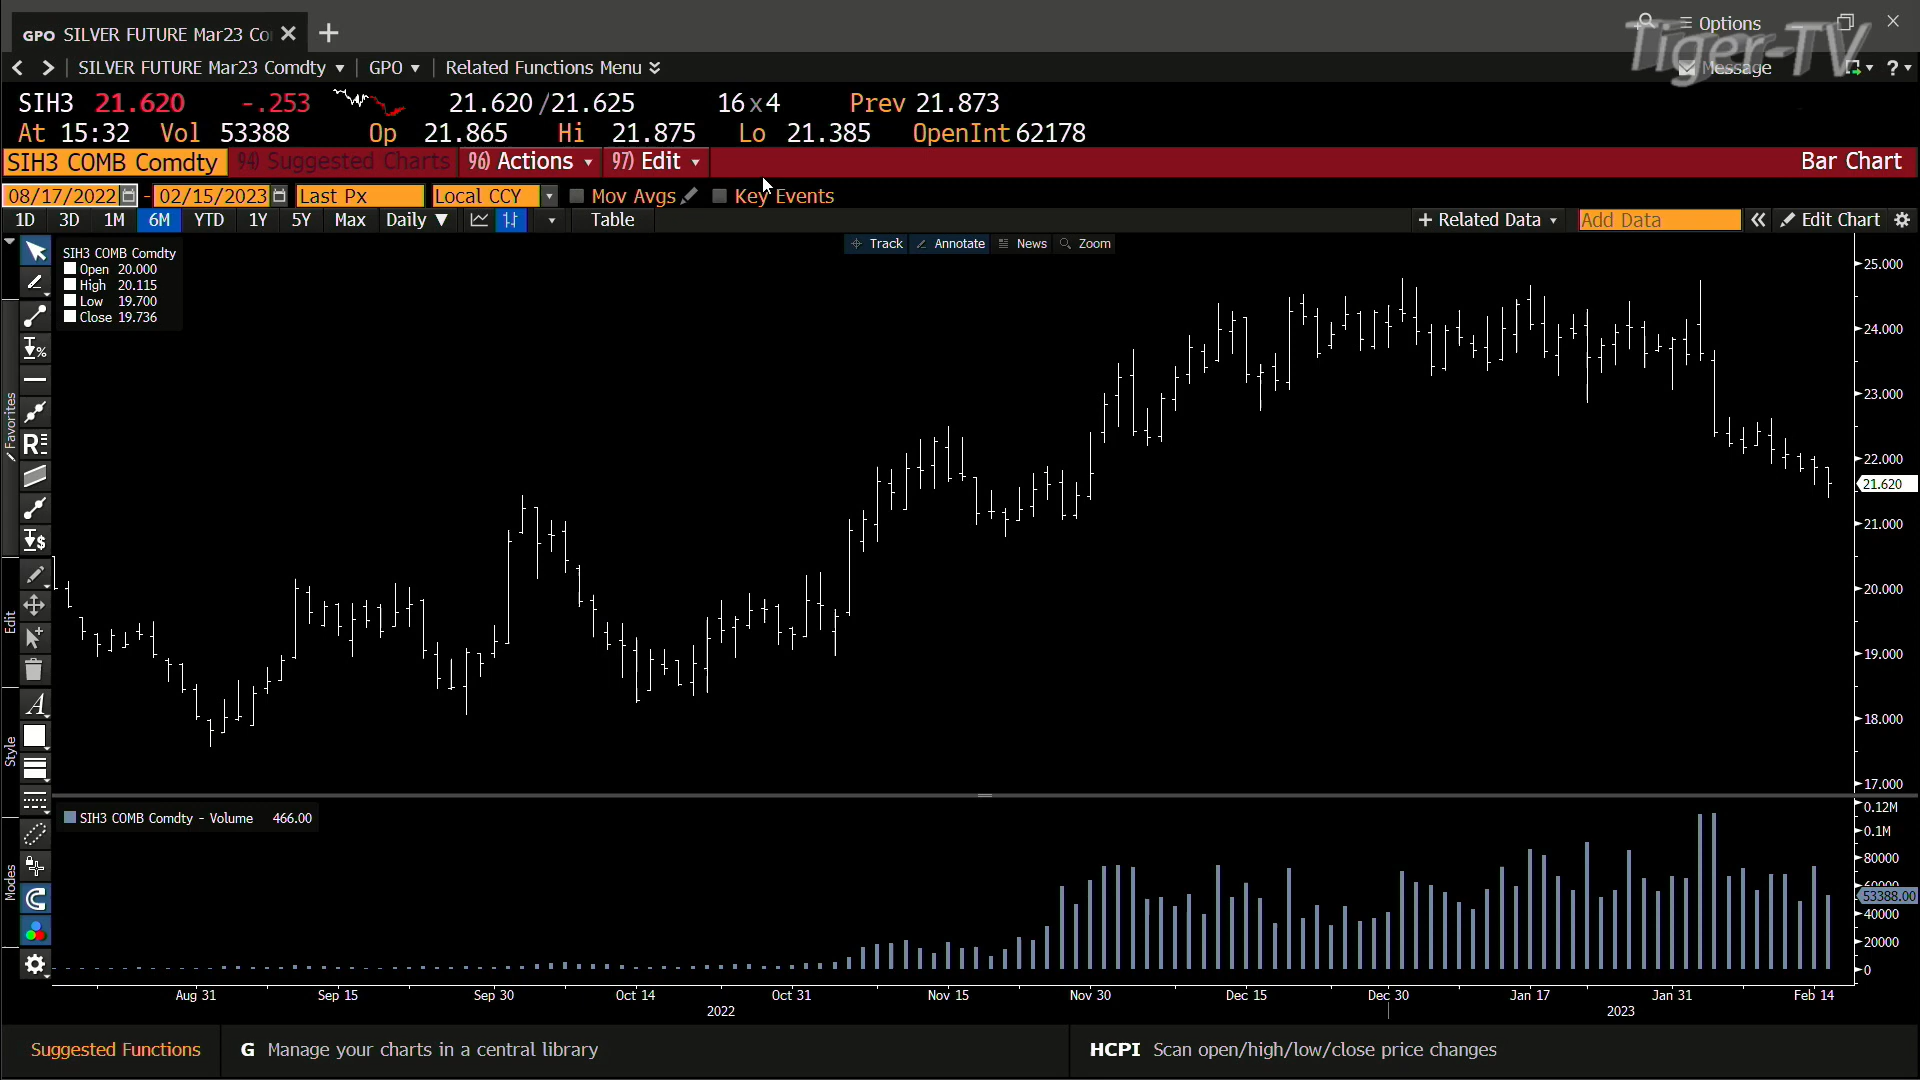 GPO SILVER FUTURE Mar23 Co
Options
Tiger-TV
SILVER FUTURE Mar23 Comdty GPO Related Functions Menu
Message ?
SIH3 21.620 -.253 21.620 /21.625 16 x 4 Prev 21.873
At 15:32 Vol 53388 Op 21.865 Hi 21.875 Lo 21.385 OpenInt 62178
SIH3 COMB Comdty 94) Suggested Charts 96) Actions 97) Edit Bar Chart
08/17/2022 - 02/15/2023 Last Px Local CCY Mov Avgs Key Events
1D 3D 1M 6M YTD 1Y 5Y Max Daily ▼ Table + Related Data Add Data « Edit Chart
Track Annotate News Zoom
SIH3 COMB Comdty
Open 20.000
High 20.115
Low 19.700
Close 19.736
25.000
24.000
23.000
22.000
21.620
21.000
20.000
19.000
18.000
17.000
Favorites
Edit
Style
Modes
SIH3 COMB Comdty - Volume 466.00
0.12M
0.1M
80000
60000
53388.00
40000
20000
0
Aug 31 Sep 15 Sep 30 Oct 14 Oct 31 Nov 15 Nov 30 Dec 15 Dec 30 Jan 17 Jan 31 Feb 14
2022 2023
Suggested Functions G Manage your charts in a central library HCPI Scan open/high/low/close price changes